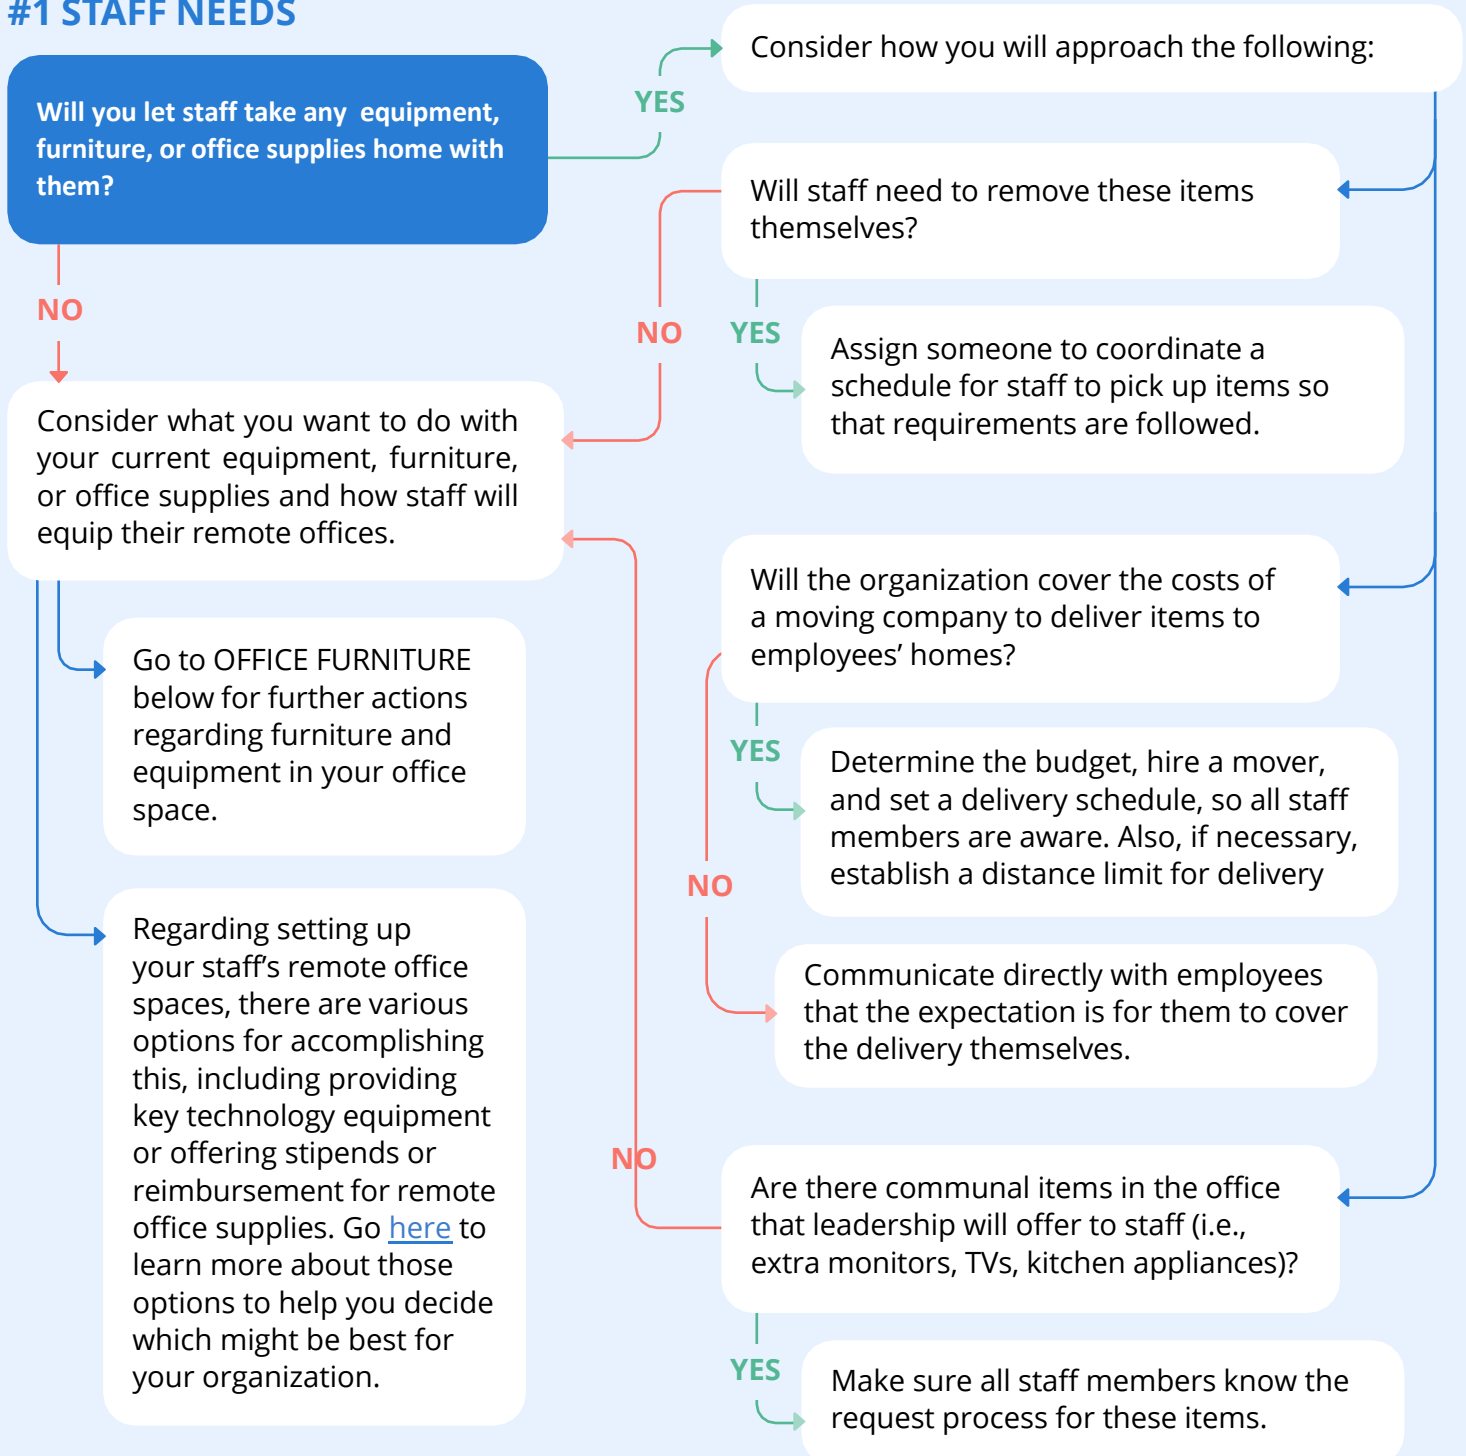 #1 STAFF NEEDS
Will you let staff take any equipment,
furniture, or office supplies home with
them?
YES
Consider how you will approach the following:
NO
Will staff need to remove these items
themselves?
NO
YES
Assign someone to coordinate a
schedule for staff to pick up items so
that requirements are followed.
Consider what you want to do with
your current equipment, furniture,
or office supplies and how staff will
equip their remote offices.
Go to OFFICE FURNITURE
below for further actions
regarding furniture and
equipment in your office
space.
Regarding setting up
your staff’s remote office
spaces, there are various
options for accomplishing
this, including providing
key technology equipment
or offering stipends or
reimbursement for remote
office supplies. Go here to
learn more about those
options to help you decide
which might be best for
your organization.
Will the organization cover the costs of
a moving company to deliver items to
employees’ homes?
YES
Determine the budget, hire a mover,
and set a delivery schedule, so all staff
members are aware. Also, if necessary,
establish a distance limit for delivery
NO
Communicate directly with employees
that the expectation is for them to cover
the delivery themselves.
NO
Are there communal items in the office
that leadership will offer to staff (i.e.,
extra monitors, TVs, kitchen appliances)?
YES
Make sure all staff members know the
request process for these items.